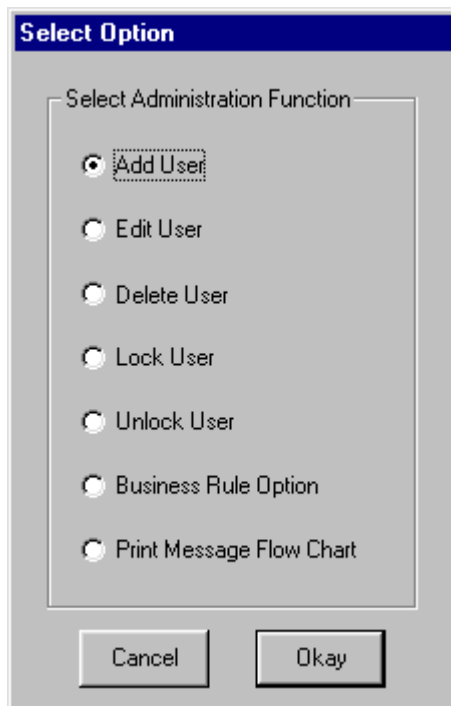 Select Option
Select Administration Function
Add User
Edit User
Delete User
Lock User
Unlock User
Business Rule Option
Print Message Flow Chart
Cancel Okay